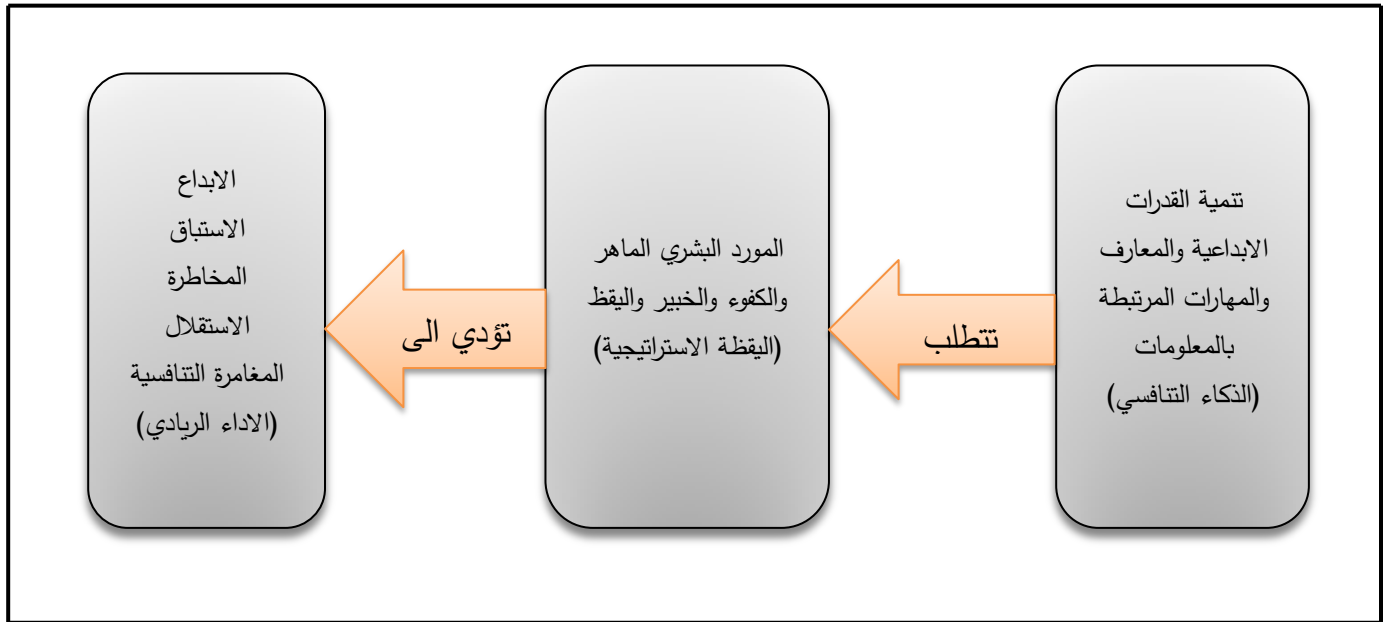 تنمية القدرات
الابداعية والمعارف
والمهارات المرتبطة
بالمعلومات
(الذكاء التنافسي)
تتطلب
المورد البشري الماهر
والكفوء والخبير واليقظ
(اليقظة الاستراتيجية)
تؤدي الى
الابداع
الاستباق
المخاطرة
الاستقلال
المغامرة التنافسية
(الاداء الريادي)